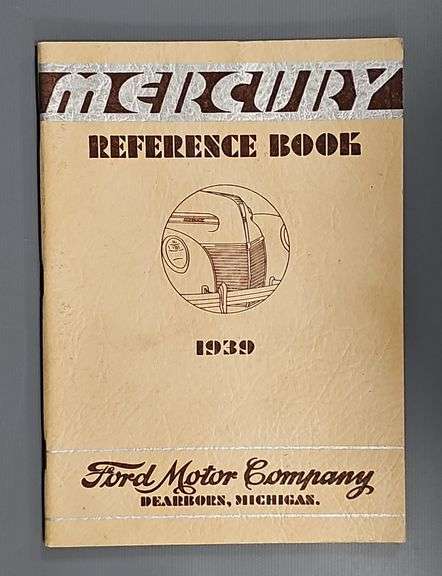 MERCURY
REFERENCE BOOK
1939
Ford Motor Company
DEARBORN, MICHIGAN.